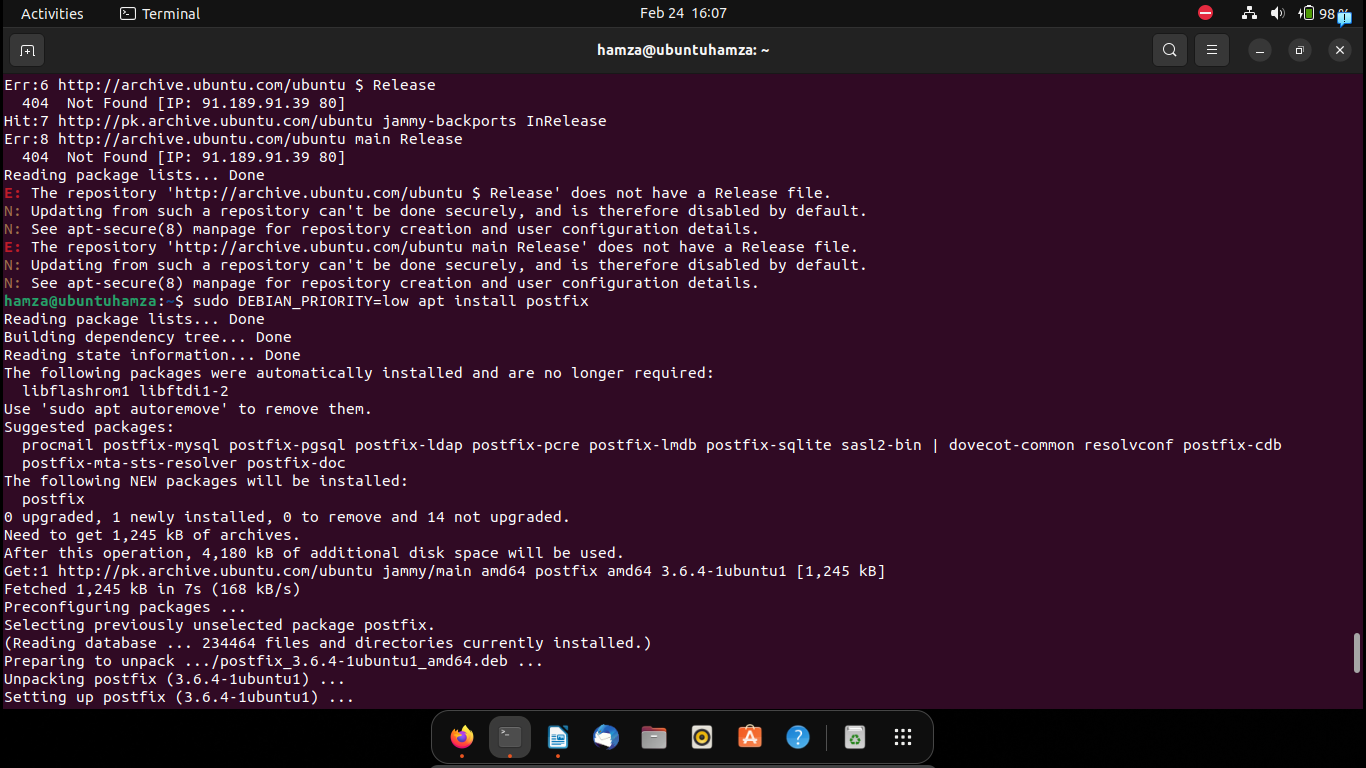 Activities
Terminal
Feb 24 16:07
98 %
hamza@ubuntuhamza: ~
Err:6 http://archive.ubuntu.com/ubuntu $ Release
404 Not Found [IP: 91.189.91.39 80]
Hit:7 http://pk.archive.ubuntu.com/ubuntu jammy-backports InRelease
Err:8 http://archive.ubuntu.com/ubuntu main Release
404 Not Found [IP: 91.189.91.39 80]
Reading package lists... Done
E: The repository 'http://archive.ubuntu.com/ubuntu $ Release' does not have a Release file.
N: Updating from such a repository can't be done securely, and is therefore disabled by default.
N: See apt-secure(8) manpage for repository creation and user configuration details.
E: The repository 'http://archive.ubuntu.com/ubuntu main Release' does not have a Release file.
N: Updating from such a repository can't be done securely, and is therefore disabled by default.
N: See apt-secure(8) manpage for repository creation and user configuration details.
hamza@ubuntuhamza:~$ sudo DEBIAN_PRIORITY=low apt install postfix
Reading package lists... Done
Building dependency tree... Done
Reading state information... Done
The following packages were automatically installed and are no longer required:
libflashrom1 libftdi1-2
Use 'sudo apt autoremove' to remove them.
Suggested packages:
procmail postfix-mysql postfix-pgsql postfix-ldap postfix-pcre postfix-lmdb postfix-sqlite sasl2-bin | dovecot-common resolvconf postfix-cdb
postfix-mta-sts-resolver postfix-doc
The following NEW packages will be installed:
postfix
0 upgraded, 1 newly installed, 0 to remove and 14 not upgraded.
Need to get 1,245 kB of archives.
After this operation, 4,180 kB of additional disk space will be used.
Get:1 http://pk.archive.ubuntu.com/ubuntu jammy/main amd64 postfix amd64 3.6.4-1ubuntu1 [1,245 kB]
Fetched 1,245 kB in 7s (168 kB/s)
Preconfiguring packages ...
Selecting previously unselected package postfix.
(Reading database ... 234464 files and directories currently installed.)
Preparing to unpack .../postfix_3.6.4-1ubuntu1_amd64.deb ...
Unpacking postfix (3.6.4-1ubuntu1) ...
Setting up postfix (3.6.4-1ubuntu1) ...